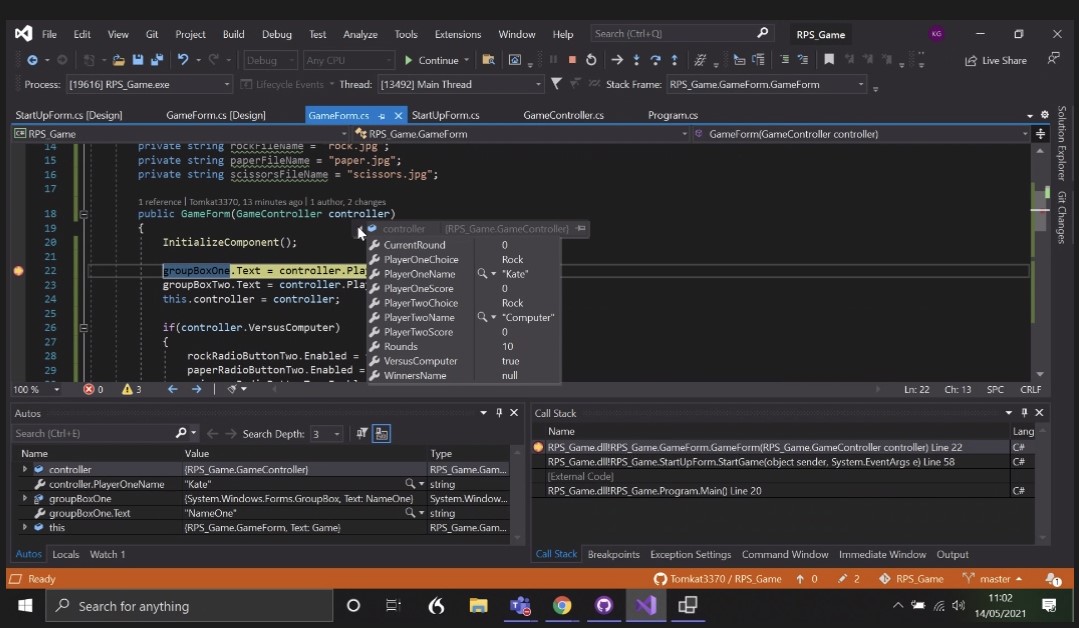 File Edit View Git Project Build Debug Test Analyze Tools Extensions Window Help Search (Ctrl+Q) RPS_Game KG
Debug Any CPU Continue Live Share
Process: [19616] RPS_Game.exe Lifecycle Events Thread: [13492] Main Thread Stack Frame: RPS_Game.GameForm.GameForm
StartUpForm.cs [Design] GameForm.cs [Design] GameForm.cs StartUpForm.cs GameController.cs Program.cs
RPS_Game RPS_Game.GameForm GameForm(GameController controller)
Solution Explorer
Git Changes
14 private string rockFileName = "rock.jpg";
15 private string paperFileName = "paper.jpg";
16 private string scissorsFileName = "scissors.jpg";
17
1 reference | Tomkat3370, 13 minutes ago | 1 author, 2 changes
18 public GameForm(GameController controller)
19 {
20 InitializeComponent();
21
22 groupBoxOne.Text = controller.Pla
23 groupBoxTwo.Text = controller.Pla
24 this.controller = controller;
25
26 if(controller.VersusComputer)
27 {
28 rockRadioButtonTwo.Enabled =
29 paperRadioButtonTwo.Enabled =
controller {RPS_Game.GameController}
CurrentRound 0
PlayerOneChoice Rock
PlayerOneName "Kate"
PlayerOneScore 0
PlayerTwoChoice Rock
PlayerTwoName "Computer"
PlayerTwoScore 0
Rounds 10
VersusComputer true
WinnersName null
100 % 0 3 Ln: 22 Ch: 13 SPC CRLF
Autos
Search (Ctrl+E) Search Depth: 3
Name Value Type
controller {RPS_Game.GameController} RPS_Game.Gam...
controller.PlayerOneName "Kate" string
groupBoxOne {System.Windows.Forms.GroupBox, Text: NameOne} System.Window...
groupBoxOne.Text "NameOne" string
this {RPS_Game.GameForm, Text: Game} RPS_Game.Gam...
Autos Locals Watch 1
Call Stack
Name Lang
RPS_Game.dll!RPS_Game.GameForm.GameForm(RPS_Game.GameController controller) Line 22 C#
RPS_Game.dll!RPS_Game.StartUpForm.StartGame(object sender, System.EventArgs e) Line 58 C#
[External Code]
RPS_Game.dll!RPS_Game.Program.Main() Line 20 C#
Call Stack Breakpoints Exception Settings Command Window Immediate Window Output
Ready Tomkat3370 / RPS_Game 0 2 RPS_Game master 1
Search for anything
11:02
14/05/2021